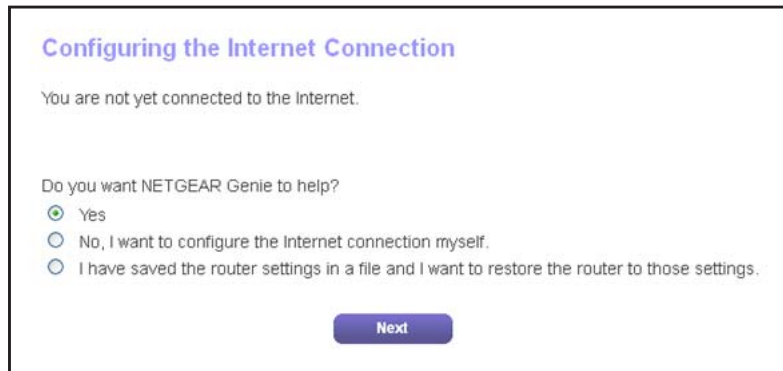 Configuring the Internet Connection
You are not yet connected to the Internet.
Do you want NETGEAR Genie to help?
Yes
No, I want to configure the Internet connection myself.
I have saved the router settings in a file and I want to restore the router to those settings.
Next